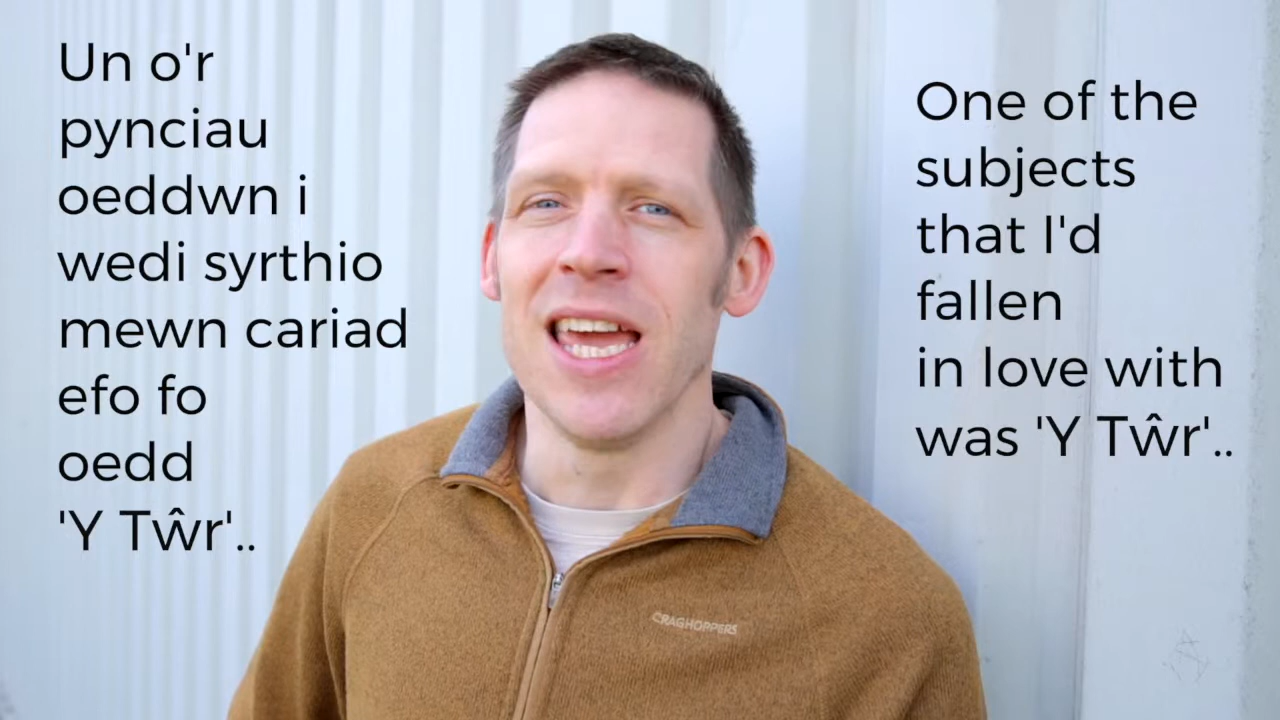 Un o'r
pynciau
oeddwn i
wedi syrthio
mewn cariad
efo fo
oedd
'Y Tŵr'..
One of the
subjects
that I'd
fallen
in love with
was 'Y Tŵr'..
CRAGHOPPERS